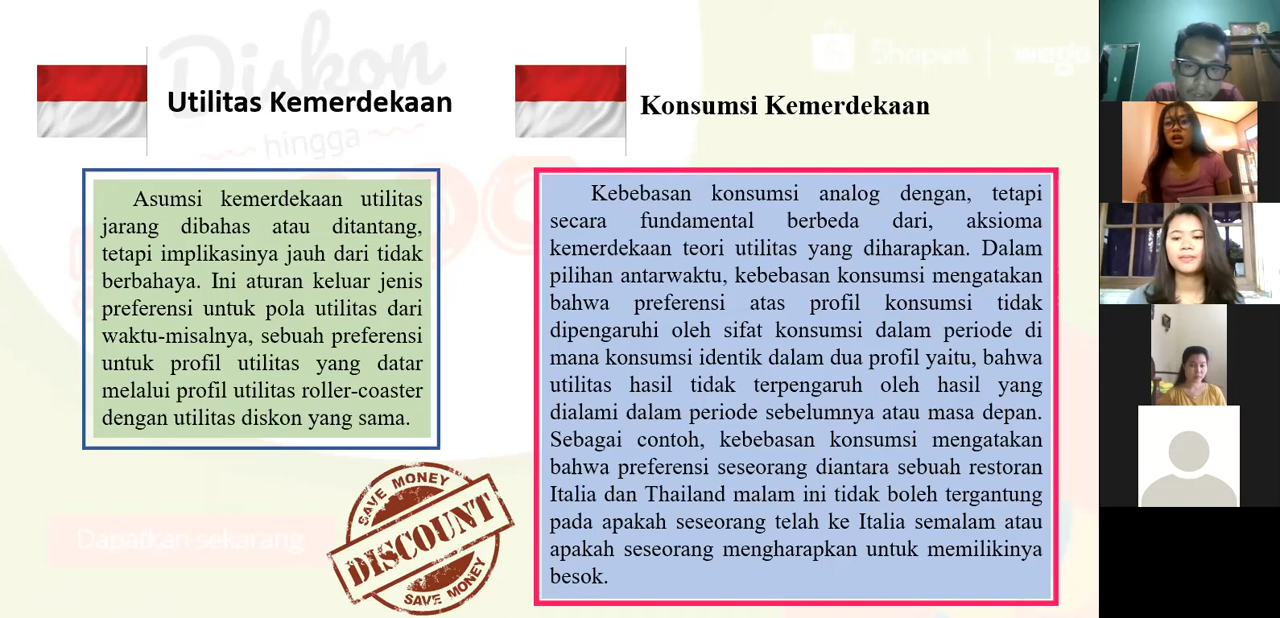 Diskon
hingga
Shopee
Utilitas Kemerdekaan
Konsumsi Kemerdekaan
Asumsi kemerdekaan utilitas
jarang dibahas atau ditantang,
tetapi implikasinya jauh dari tidak
berbahaya. Ini aturan keluar jenis
preferensi untuk pola utilitas dari
waktu-misalnya, sebuah preferensi
untuk profil utilitas yang datar
melalui profil utilitas roller-coaster
dengan utilitas diskon yang sama.
Kebebasan konsumsi analog dengan, tetapi
secara fundamental berbeda dari, aksioma
kemerdekaan teori utilitas yang diharapkan. Dalam
pilihan antarwaktu, kebebasan konsumsi mengatakan
bahwa preferensi atas profil konsumsi tidak
dipengaruhi oleh sifat konsumsi dalam periode di
mana konsumsi identik dalam dua profil yaitu, bahwa
utilitas hasil tidak terpengaruh oleh hasil yang
dialami dalam periode sebelumnya atau masa depan.
Sebagai contoh, kebebasan konsumsi mengatakan
bahwa preferensi seseorang diantara sebuah restoran
Italia dan Thailand malam ini tidak boleh tergantung
pada apakah seseorang telah ke Italia semalam atau
apakah seseorang mengharapkan untuk memilikinya
besok.
SAVE MONEY
DISCOUNT
SAVE MONEY
Dapatkan sekarang